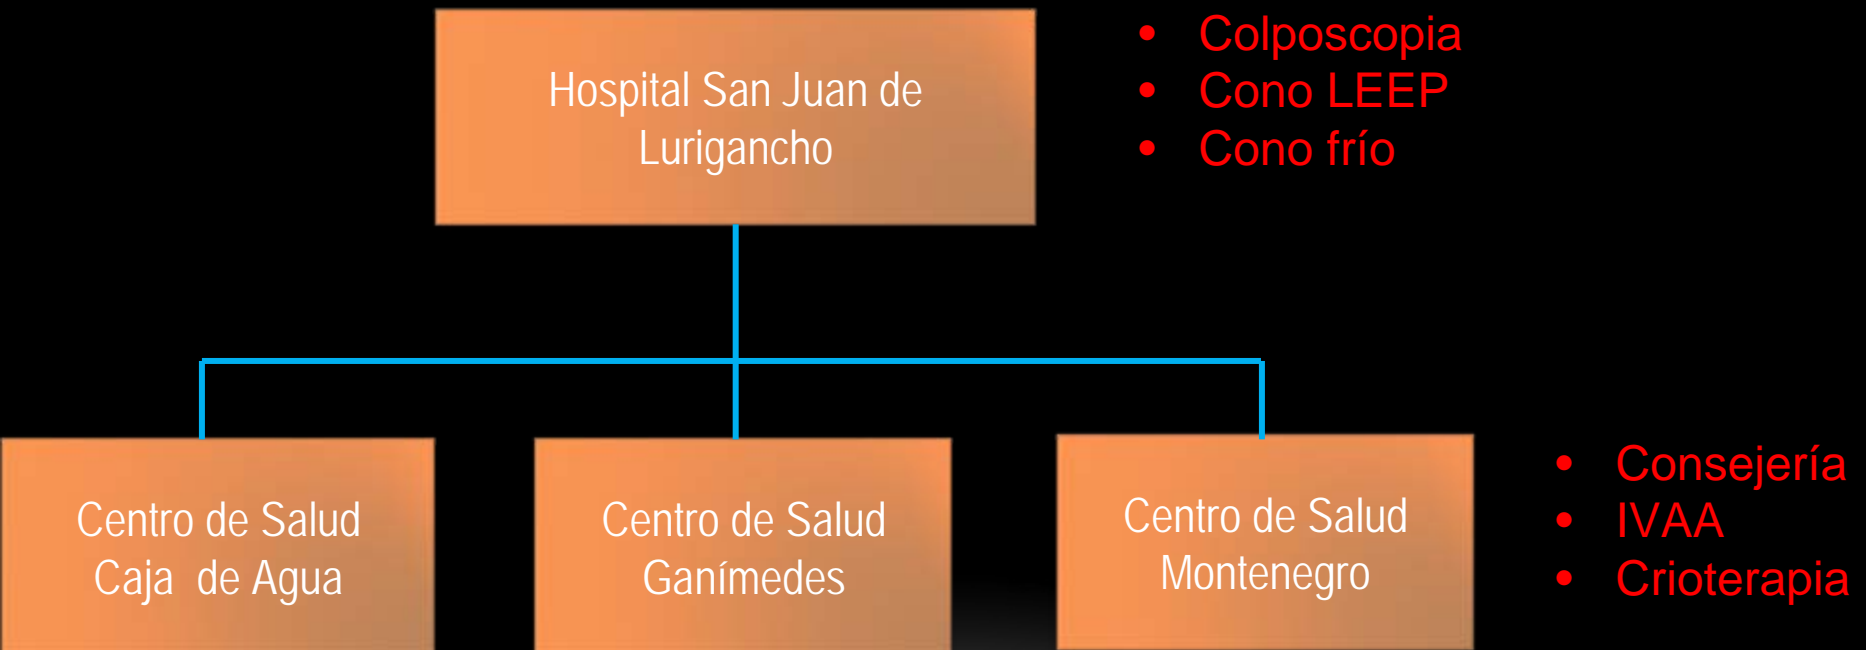 Hospital San Juan de
Lurigancho
• Colposcopia
• Cono LEEP
• Cono frío
Centro de Salud
Caja de Agua
Centro de Salud
Ganímedes
Centro de Salud
Montenegro
• Consejería
• IVAA
• Crioterapia